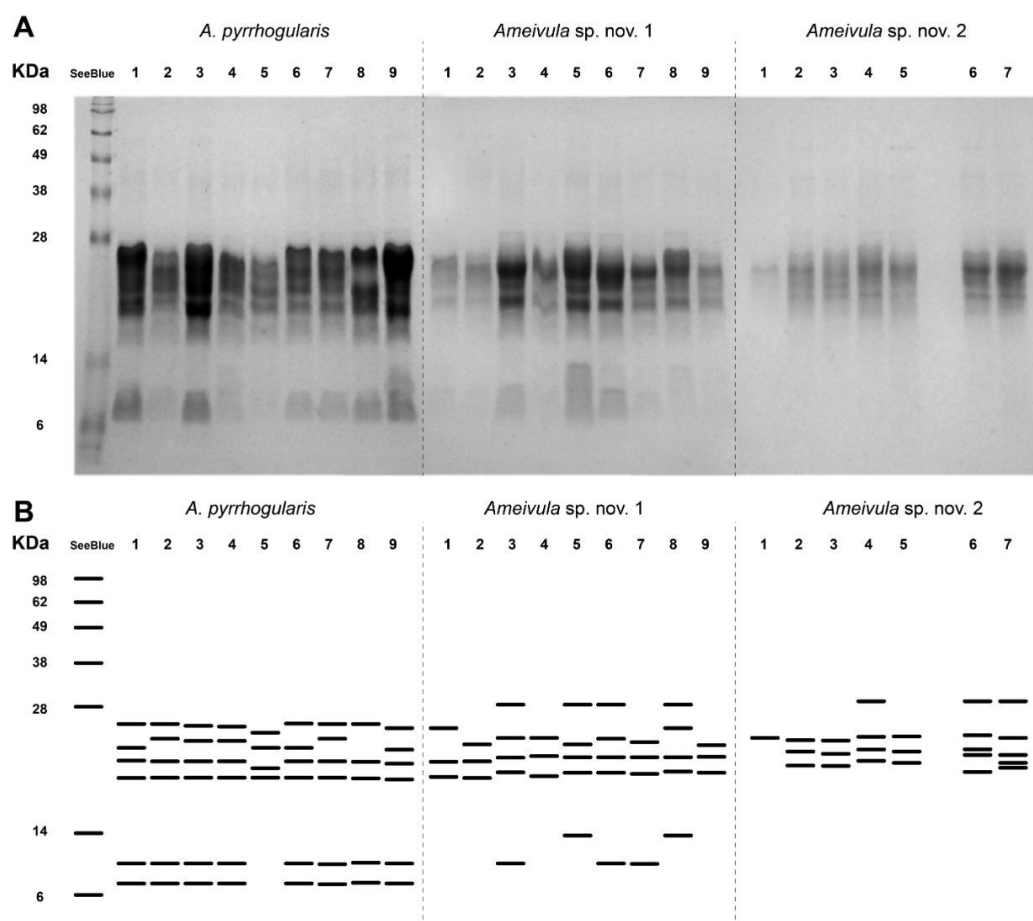 A
A. pyrrhogularis Ameivula sp. nov. 1 Ameivula sp. nov. 2
KDa SeeBlue 1 2 3 4 5 6 7 8 9 1 2 3 4 5 6 7 8 9 1 2 3 4 5 6 7
98
62
49
38
28
14
6
B
A. pyrrhogularis Ameivula sp. nov. 1 Ameivula sp. nov. 2
KDa SeeBlue 1 2 3 4 5 6 7 8 9 1 2 3 4 5 6 7 8 9 1 2 3 4 5 6 7
98
62
49
38
28
14
6